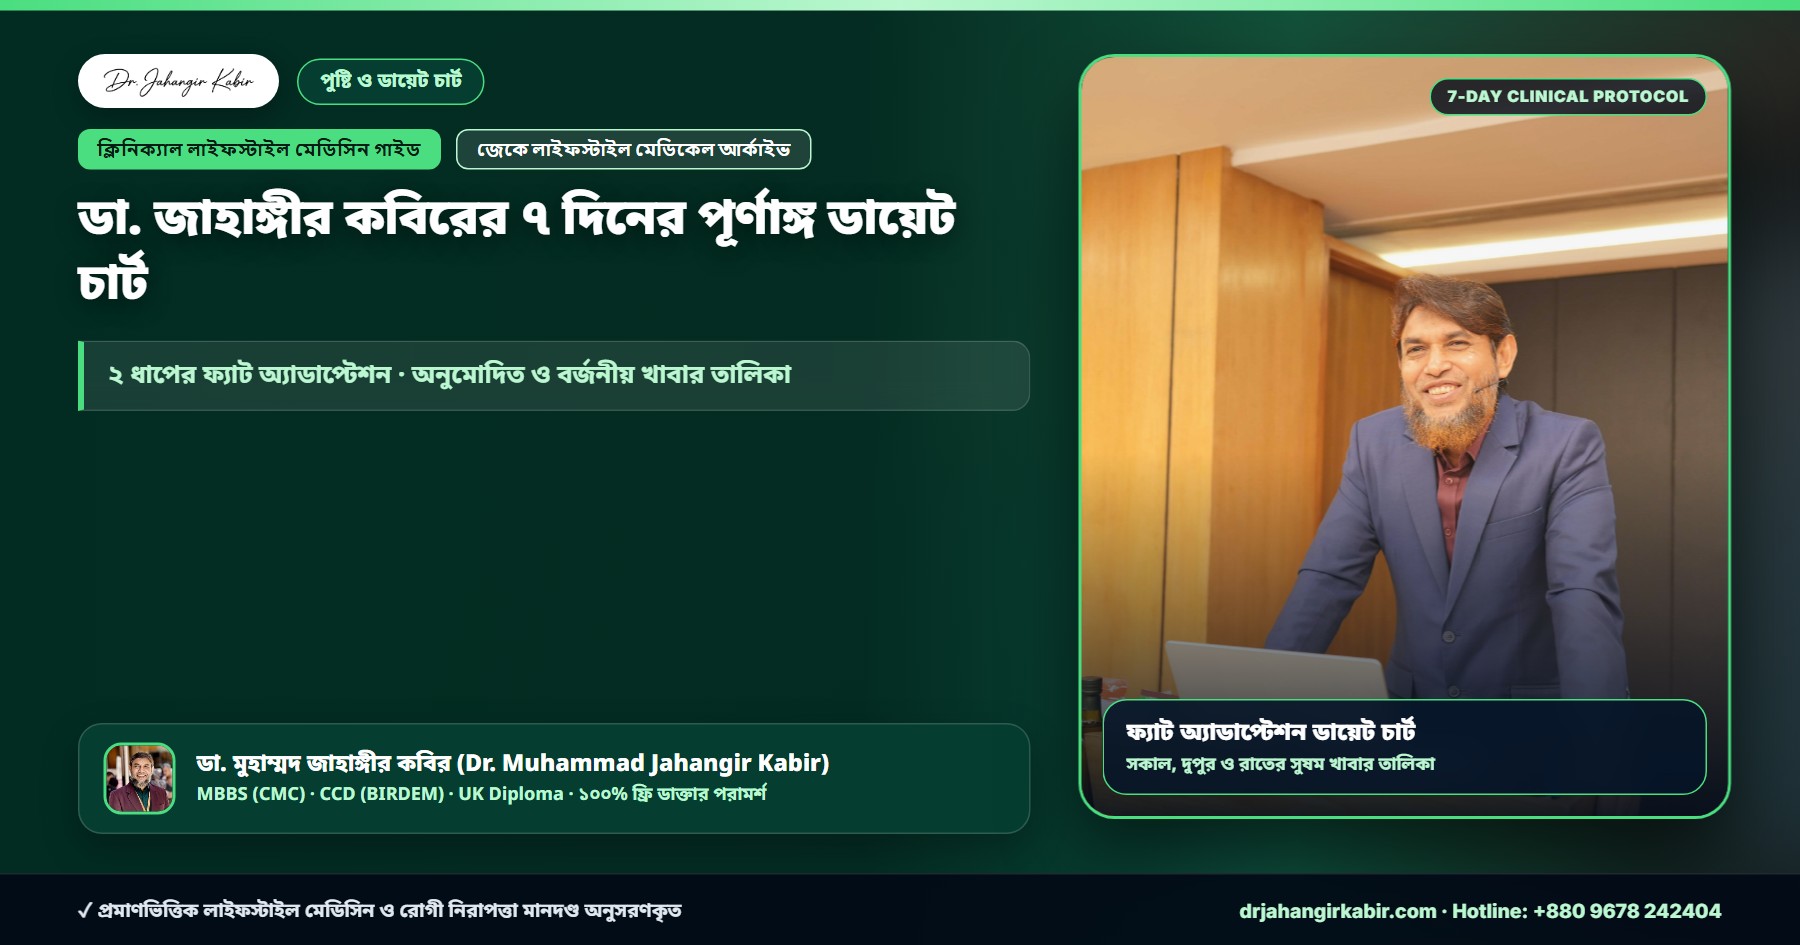 Dr. Jahangir Kabir
পুষ্টি ও ডায়েট চার্ট
ক্লিনিক্যাল লাইফস্টাইল মেডিসিন গাইড
জেকে লাইফস্টাইল মেডিকেল আর্কাইভ
ডা. জাহাঙ্গীর কবিরের ৭ দিনের পূর্ণাঙ্গ ডায়েট
চার্ট
২ ধাপের ফ্যাট অ্যাডাপ্টেশন · অনুমোদিত ও বর্জনীয় খাবার তালিকা
ডা. মুহাম্মদ জাহাঙ্গীর কবির (Dr. Muhammad Jahangir Kabir)
MBBS (CMC) · CCD (BIRDEM) · UK Diploma · ১০০% ফ্রি ডাক্তার পরামর্শ
7-DAY CLINICAL PROTOCOL
ফ্যাট অ্যাডাপ্টেশন ডায়েট চার্ট
সকাল, দুপুর ও রাতের সুষম খাবার তালিকা
✓ প্রমাণভিত্তিক লাইফস্টাইল মেডিসিন ও রোগী নিরাপত্তা মানদণ্ড অনুসরণকৃত
drjahangirkabir.com · Hotline: +880 9678 242404